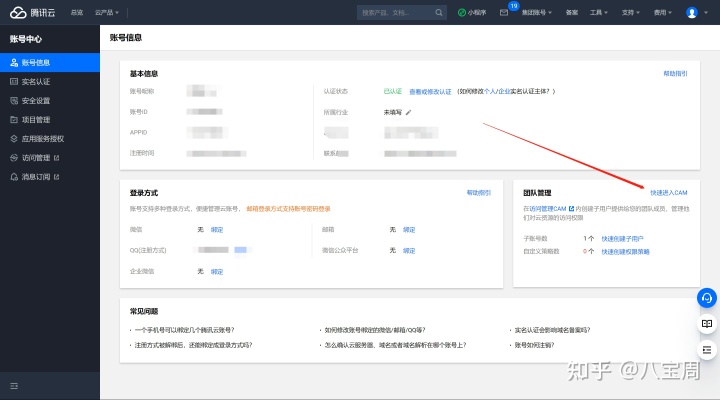 腾讯云 总览 云产品 搜索产品、文档... 小程序 19 集团账号 备案 工具 支持 费用
账号中心
账号信息
实名认证
安全设置
项目管理
应用服务授权
访问管理
消息订阅
账号信息
基本信息 帮助指引
账号昵称
认证状态 已认证 查看或修改认证 (如何修改个人/企业实名认证主体?)
账号ID
所属行业 未填写
APPID
注册时间
联系
登录方式 帮助指引
账号支持多种登录方式,便捷管理云账号、 邮箱登录方式支持账号密码登录
微信 无 绑定 邮箱 无 绑定
QQ(注册方式) 微信公众平台 无 绑定
企业微信 无 绑定
团队管理 快速进入CAM
在访问管理CAM 内创建子用户提供给您的团队成员,管理他
们对云资源的访问权限
子账号数 1 个 快速创建子用户
自定义策略数 0 个 快速创建权限策略
常见问题
· 一个手机号可以绑定几个腾讯云账号?
· 如何修改账号绑定的微信/邮箱/QQ等?
· 实名认证会影响域名备案吗?
· 注册方式被解绑后,还能绑定成登录方式吗?
· 怎么确认云服务器、域名或者域名解析在哪个账号上?
· 账号如何注销?
知乎 @八宝周